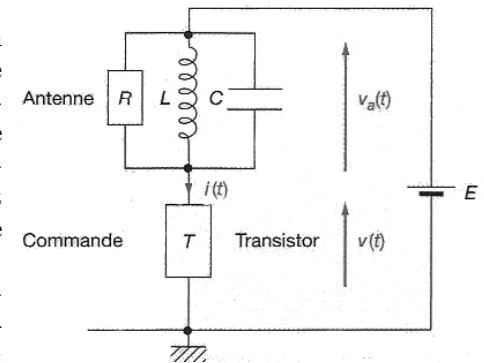 Antenne R L C v_a(t)
i(t)
E
Commande T Transistor v(t)